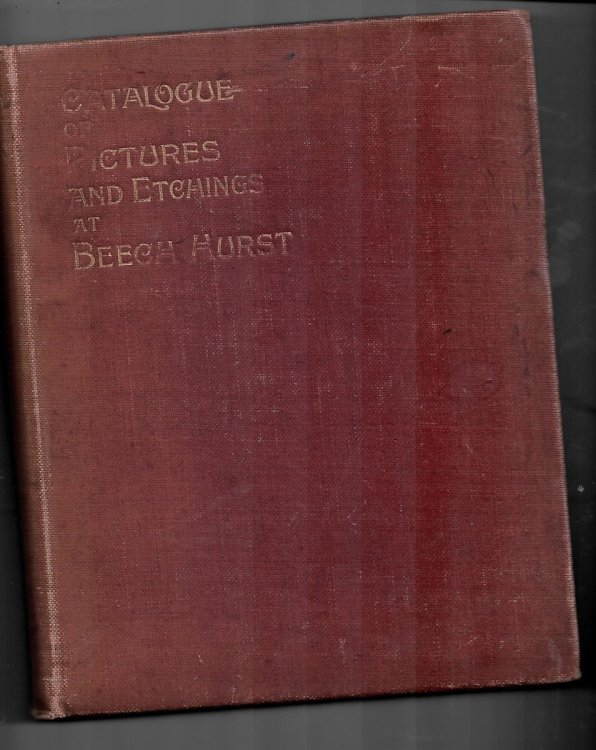 CATALOGUE
OF
PICTURES
AND ETCHINGS
AT
BEECH HURST